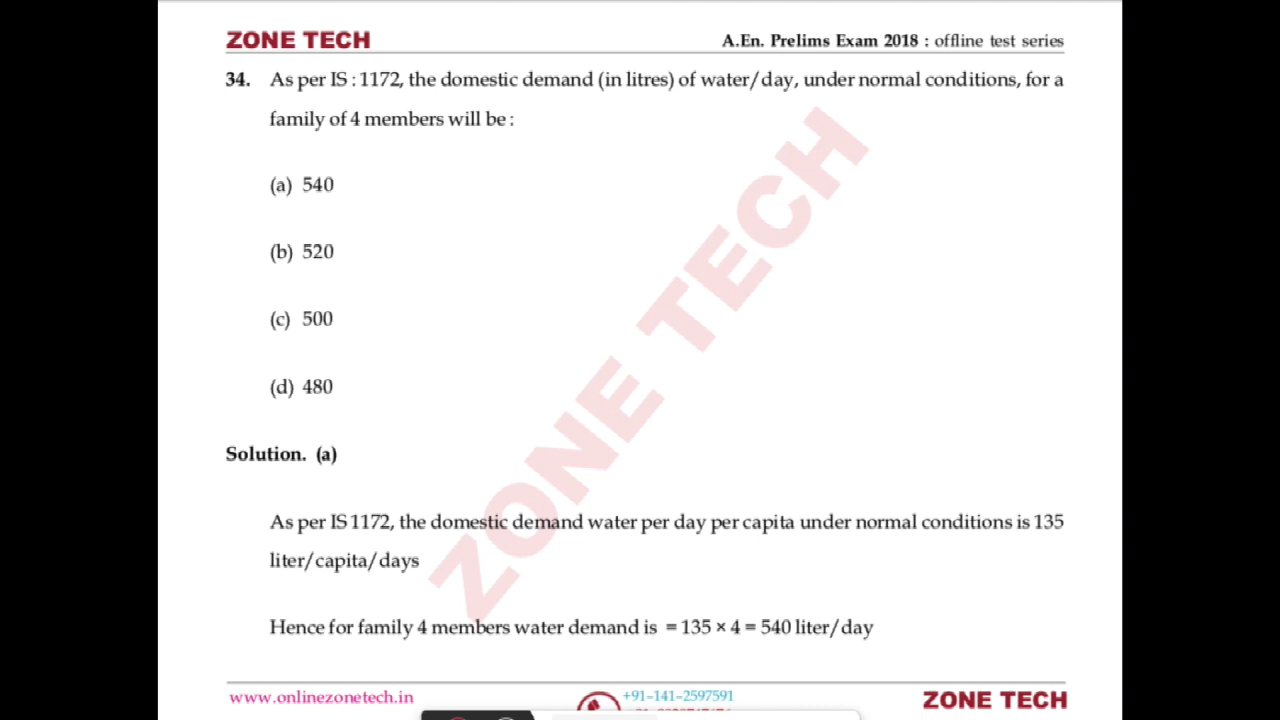 ZONE TECH
A.En. Prelims Exam 2018 : offline test series
34. As per IS : 1172, the domestic demand (in litres) of water/day, under normal conditions, for a
family of 4 members will be :
(a) 540
(b) 520
(c) 500
(d) 480
Solution. (a)
As per IS 1172, the domestic demand water per day per capita under normal conditions is 135
liter/capita/days
Hence for family 4 members water demand is = 135 × 4 = 540 liter/day
ZONE TECH
www.onlinezonetech.in
+91-141-2597591
ZONE TECH